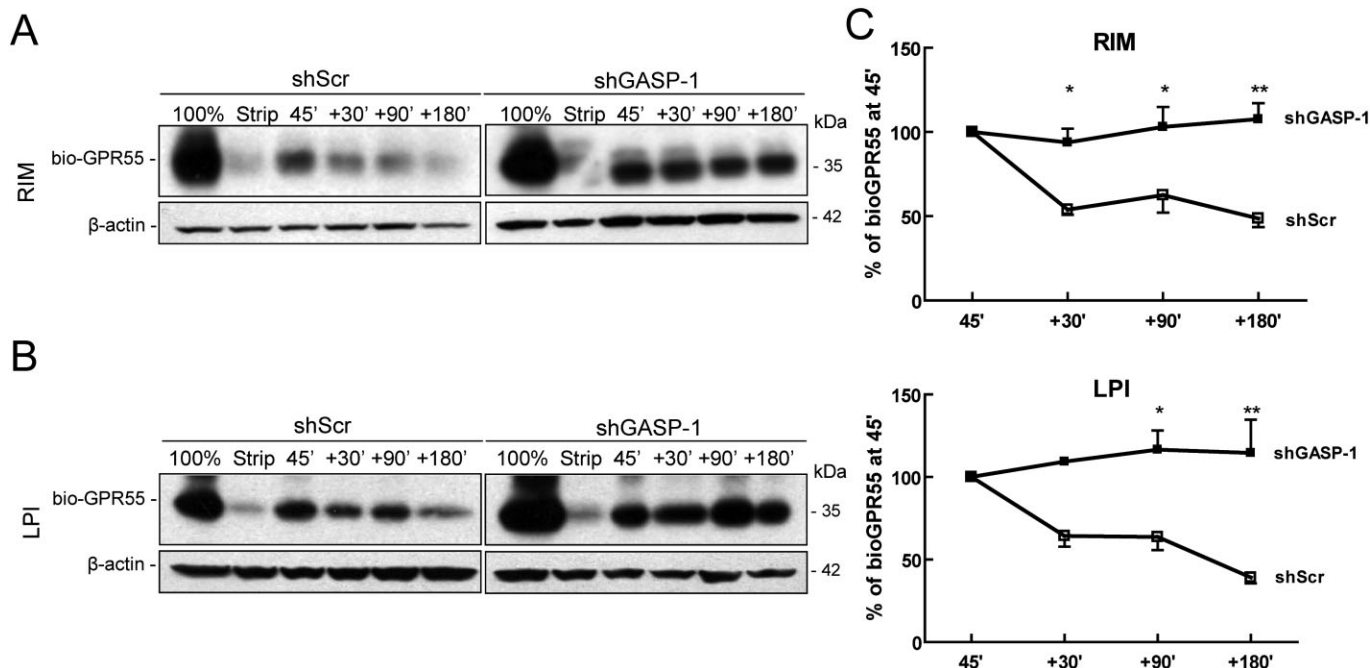 A
shScr shGASP-1
100% Strip 45' +30' +90' +180' 100% Strip 45' +30' +90' +180' kDa
RIM
bio-GPR55 - - 35
β-actin - - 42
B
shScr shGASP-1
100% Strip 45' +30' +90' +180' 100% Strip 45' +30' +90' +180' kDa
LPI
bio-GPR55 - - 35
β-actin - - 42
C
RIM
% of bioGPR55 at 45'
150
100
50
0
* * **
shGASP-1
shScr
45' +30' +90' +180'
LPI
% of bioGPR55 at 45'
150
100
50
0
* **
shGASP-1
shScr
45' +30' +90' +180'